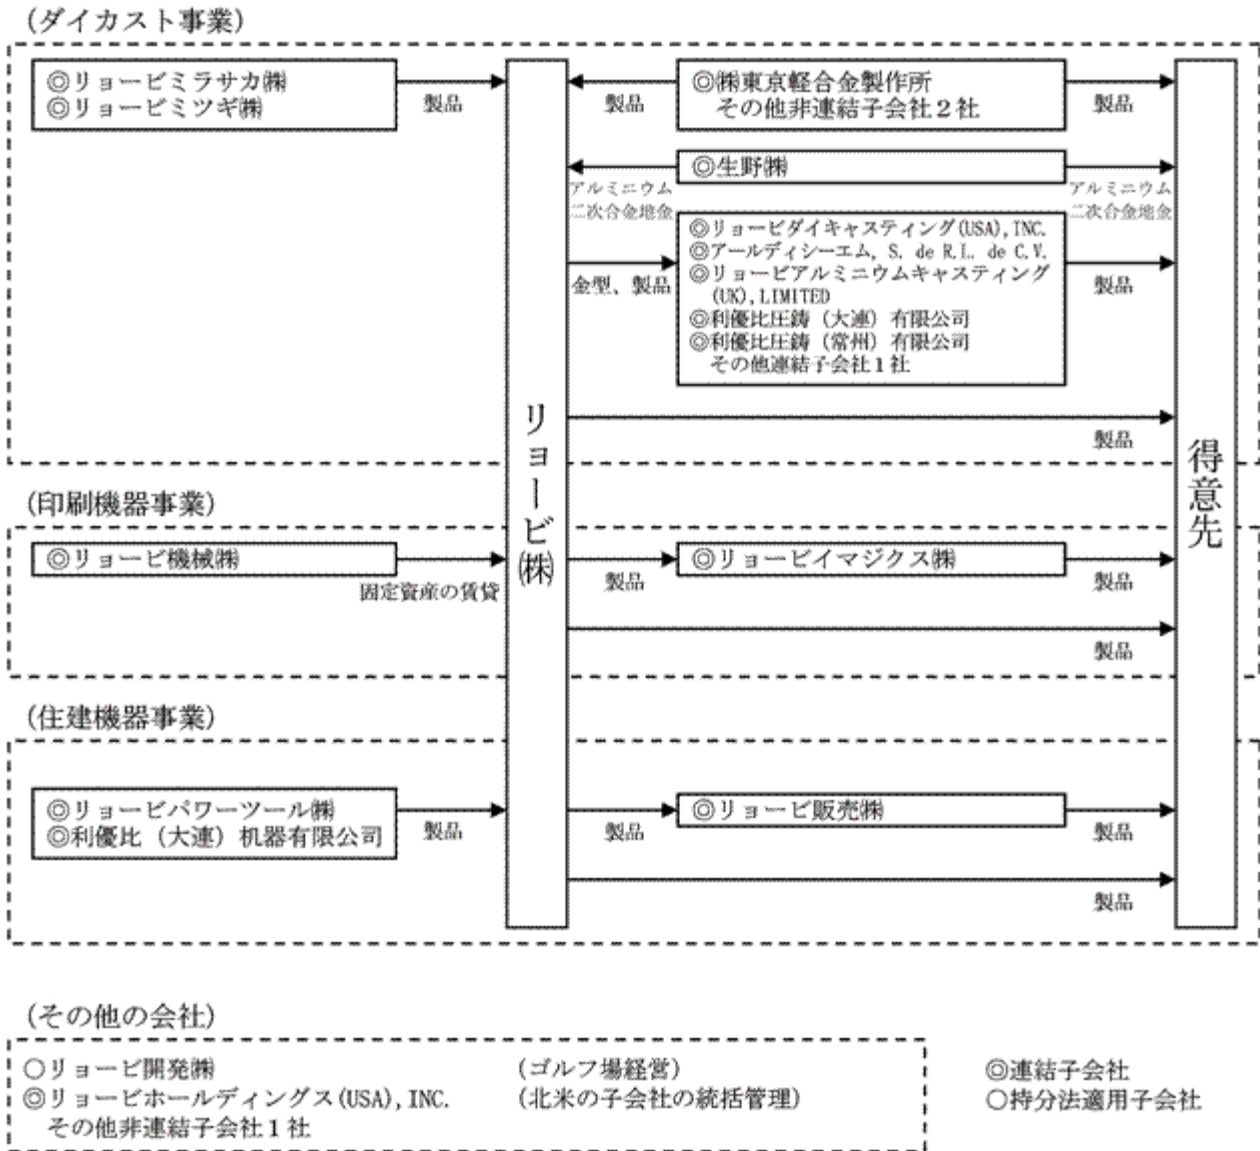 (ダイカスト事業)
◎リョービミラサカ㈱
◎リョービミツギ㈱
製品
製品
◎㈱東京軽合金製作所
その他非連結子会社2社
製品
◎生野㈱
アルミニウム
二次合金地金
アルミニウム
二次合金地金
金型、製品
◎リョービダイキャスティング(USA),INC.
◎アールディシーエム, S. de R.L. de C.V.
◎リョービアルミニウムキャスティング
(UK),LIMITED
◎利優比圧鋳（大連）有限公司
◎利優比圧鋳（常州）有限公司
その他連結子会社1社
製品
製品
リョービ㈱
得意先
(印刷機器事業)
◎リョービ機械㈱
固定資産の賃貸
製品
◎リョービイマジクス㈱
製品
製品
(住建機器事業)
◎リョービパワーツール㈱
◎利優比（大連）机器有限公司
製品
製品
◎リョービ販売㈱
製品
製品
(その他の会社)
○リョービ開発㈱ (ゴルフ場経営)
◎リョービホールディングス(USA),INC. (北米の子会社の統括管理)
その他非連結子会社1社
◎連結子会社
○持分法適用子会社